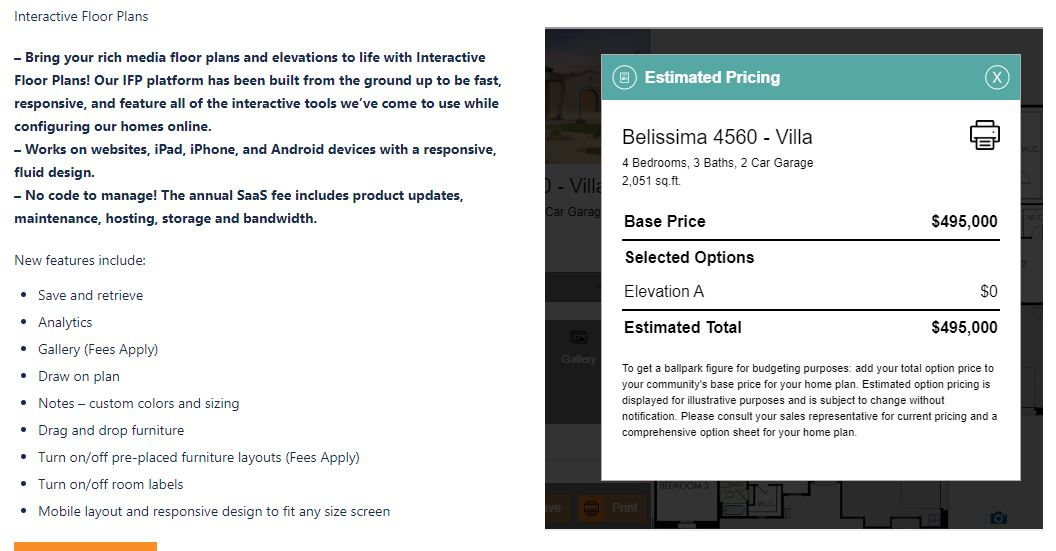 Interactive Floor Plans
– Bring your rich media floor plans and elevations to life with Interactive
Floor Plans! Our IFP platform has been built from the ground up to be fast,
responsive, and feature all of the interactive tools we’ve come to use while
configuring our homes online.
– Works on websites, iPad, iPhone, and Android devices with a responsive,
fluid design.
– No code to manage! The annual SaaS fee includes product updates,
maintenance, hosting, storage and bandwidth.
New features include:
• Save and retrieve
• Analytics
• Gallery (Fees Apply)
• Draw on plan
• Notes – custom colors and sizing
• Drag and drop furniture
• Turn on/off pre-placed furniture layouts (Fees Apply)
• Turn on/off room labels
• Mobile layout and responsive design to fit any size screen
Estimated Pricing
X
Belissima 4560 - Villa
4 Bedrooms, 3 Baths, 2 Car Garage
2,051 sq.ft.
Base Price $495,000
Selected Options
Elevation A $0
Estimated Total $495,000
To get a ballpark figure for budgeting purposes: add your total option price to
your community's base price for your home plan. Estimated option pricing is
displayed for illustrative purposes and is subject to change without
notification. Please consult your sales representative for current pricing and a
comprehensive option sheet for your home plan.
0 - Villa
Car Garag
Gallery
BEDROOM 3
W.I.C.
ve
Print